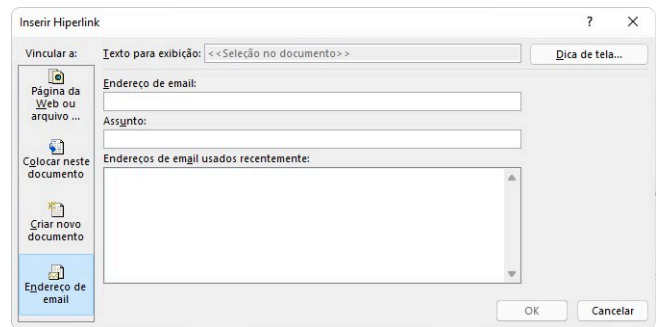 Inserir Hiperlink
?
Vincular a:
Texto para exibição: <<Seleção no documento>>
Dica de tela...
Página da
Web ou
arquivo ...
Colocar neste
documento
Criar novo
documento
Endereço de
email
Endereço de email:
Assunto:
Endereços de email usados recentemente:
OK
Cancelar